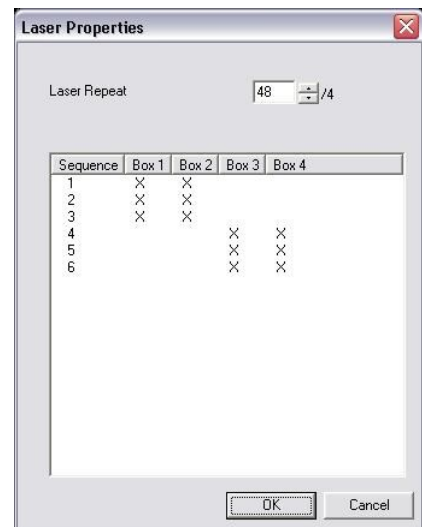 Laser Properties
Laser Repeat 48 /4
Sequence Box 1 Box 2 Box 3 Box 4
1 X X
2 X X
3 X X
4 X X
5 X X
6 X X
OK Cancel